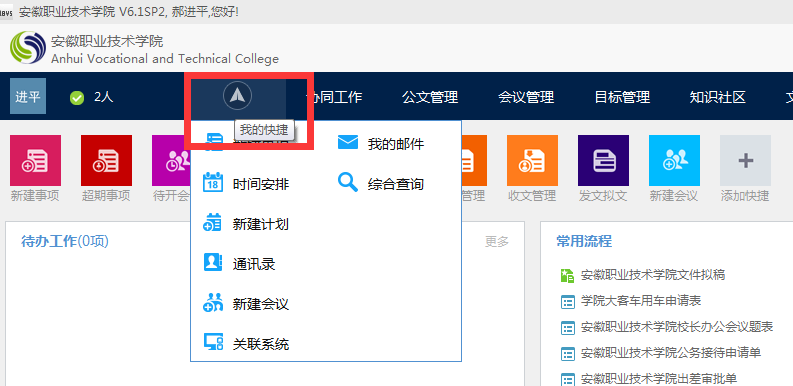 安徽职业技术学院 V6.1SP2, 郝进平,您好!
安徽职业技术学院
Anhui Vocational and Technical College
进平
2人
协同工作
公文管理
会议管理
目标管理
知识社区
我的快捷
我的邮件
时间安排
综合查询
新建计划
通讯录
新建会议
关联系统
新建事项
超期事项
待开会
管理
收文管理
发文拟文
新建会议
添加快捷
待办工作(0项)
更多
常用流程
安徽职业技术学院文件拟稿
学院大客车用车申请表
安徽职业技术学院校长办公会议题表
安徽职业技术学院公务接待申请单
安徽职业技术学院出差审批单